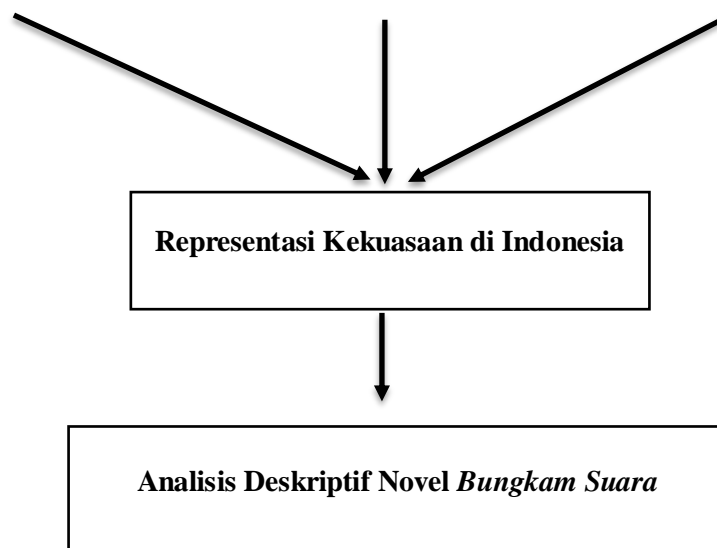 Representasi Kekuasaan di Indonesia
Analisis Deskriptif Novel Bungkam Suara